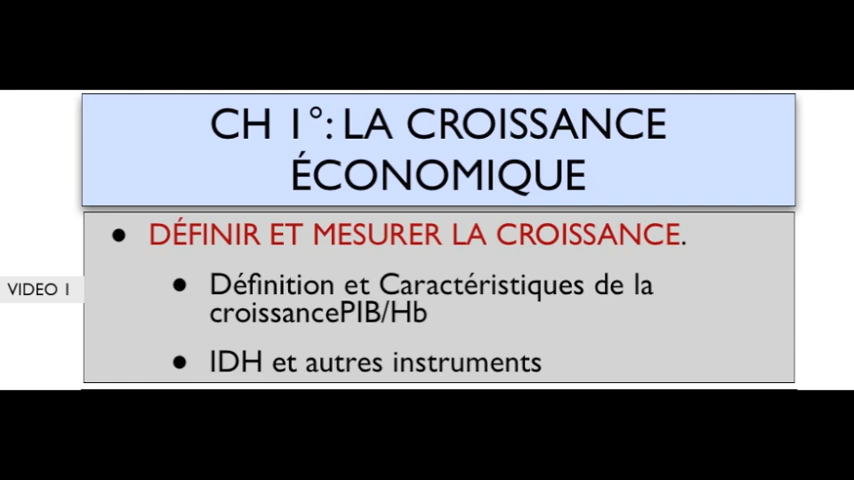 CH 1°: LA CROISSANCE
ÉCONOMIQUE
• DÉFINIR ET MESURER LA CROISSANCE.
VIDEO 1
• Définition et Caractéristiques de la
croissancePIB/Hb
• IDH et autres instruments